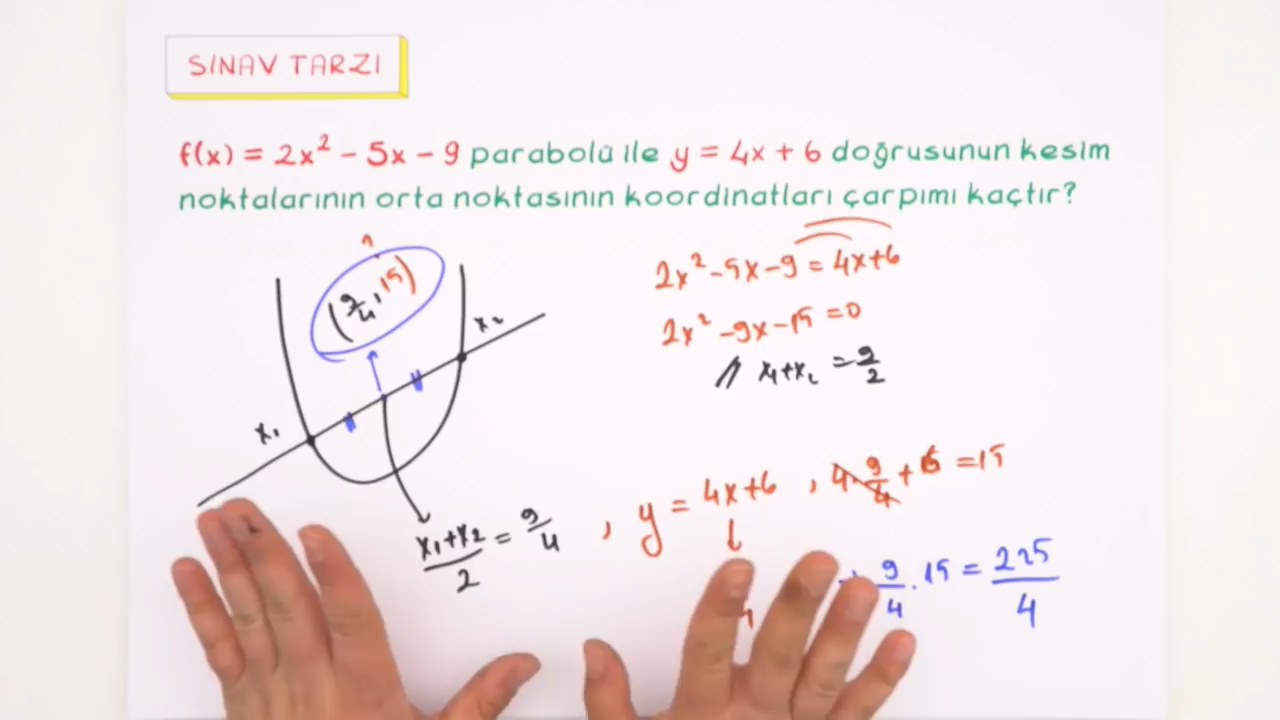 SINAV TARZI
f(x) = 2x² - 5x - 9 parabolü ile y = 4x + 6 doğrusunun kesim
noktalarının orta noktasının koordinatları çarpımı kaçtır?
(9/4, 15)
x₂
x₁
2x² - 5x - 9 = 4x + 6
2x² - 9x - 15 = 0
x₁ + x₂ = 9/2
(x₁ + x₂)/2 = 9/4 , y = 4x + 6 , 4·9/4 + 6 = 15
9/4 · 15 = 225/4